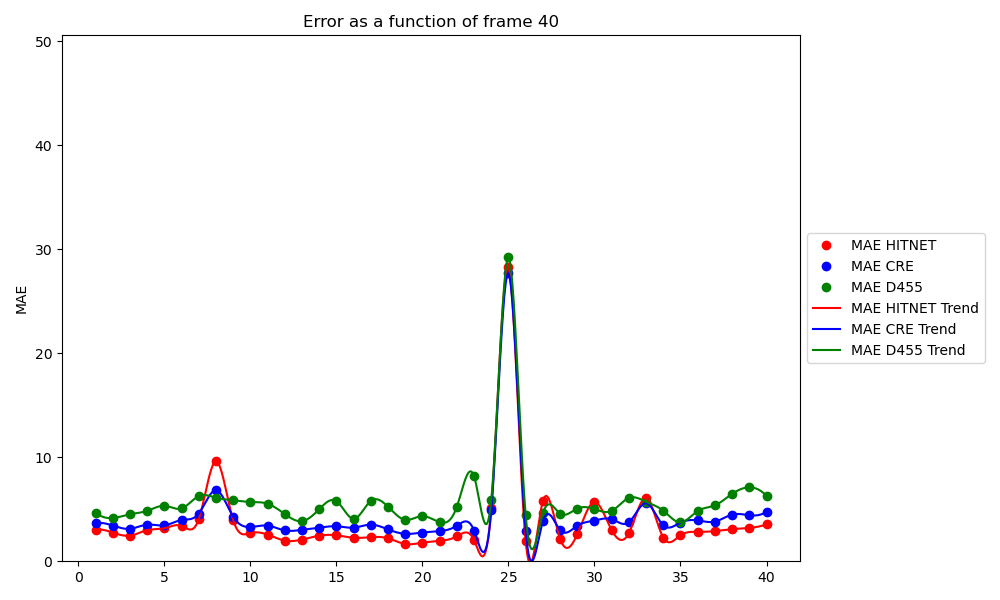 Error as a function of frame 40
50
40
30
20
10
0
MAE
0 5 10 15 20 25 30 35 40
MAE HITNET
MAE CRE
MAE D455
MAE HITNET Trend
MAE CRE Trend
MAE D455 Trend